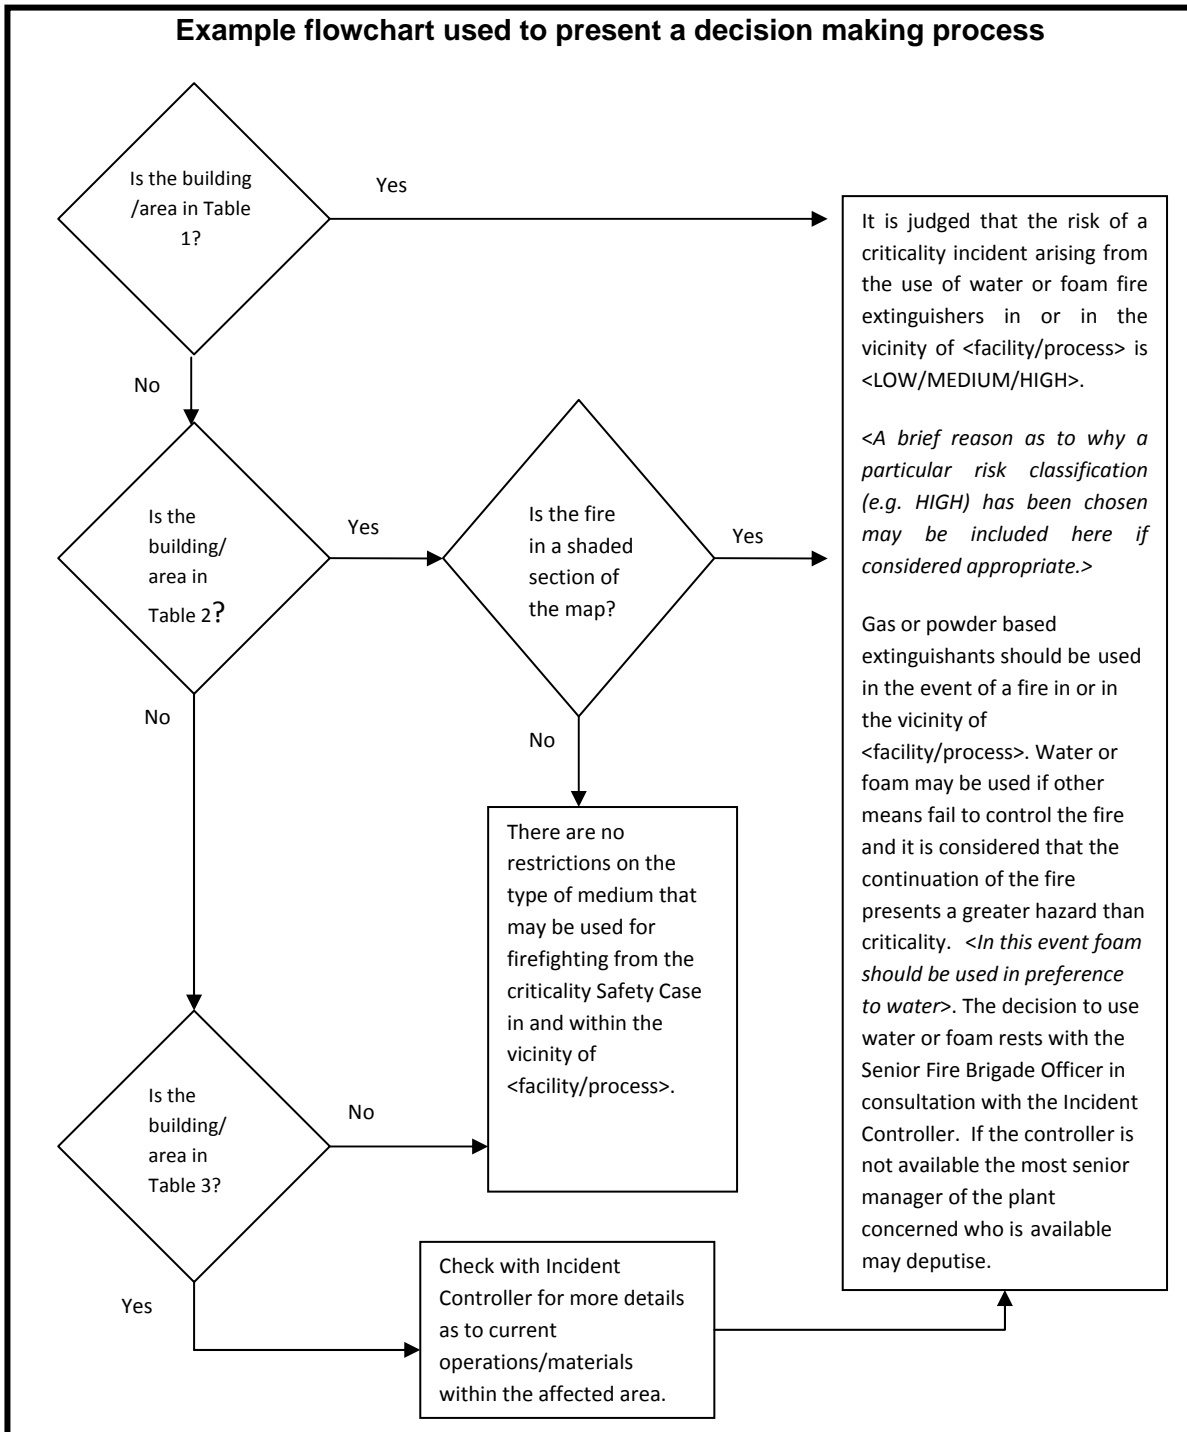 Example flowchart used to present a decision making process
Is the building
/area in Table
1?
Yes
No
Is the
building/
area in
Table 2?
Yes
No
Is the fire
in a shaded
section of
the map?
Yes
No
It is judged that the risk of a
criticality incident arising from
the use of water or foam fire
extinguishers in or in the
vicinity of <facility/process> is
<LOW/MEDIUM/HIGH>.
<A brief reason as to why a
particular risk classification
(e.g. HIGH) has been chosen
may be included here if
considered appropriate.>
Gas or powder based
extinguishants should be used
in the event of a fire in or in
the vicinity of
<facility/process>. Water or
foam may be used if other
means fail to control the fire
and it is considered that the
continuation of the fire
presents a greater hazard than
criticality. <In this event foam
should be used in preference
to water>. The decision to use
water or foam rests with the
Senior Fire Brigade Officer in
consultation with the Incident
Controller. If the controller is
not available the most senior
manager of the plant
concerned who is available
may deputise.
There are no
restrictions on the
type of medium that
may be used for
firefighting from the
criticality Safety Case
in and within the
vicinity of
<facility/process>.
Is the
building/
area in
Table 3?
No
Yes
Check with Incident
Controller for more details
as to current
operations/materials
within the affected area.